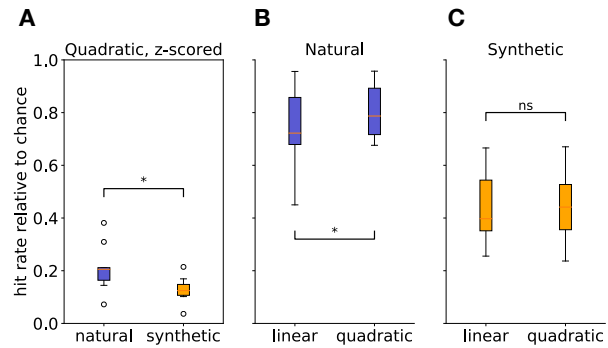 A
B
C
Quadratic, z-scored
Natural
Synthetic
hit rate relative to chance
1.0
0.8
0.6
0.4
0.2
0.0
*
*
ns
natural synthetic
linear quadratic
linear quadratic